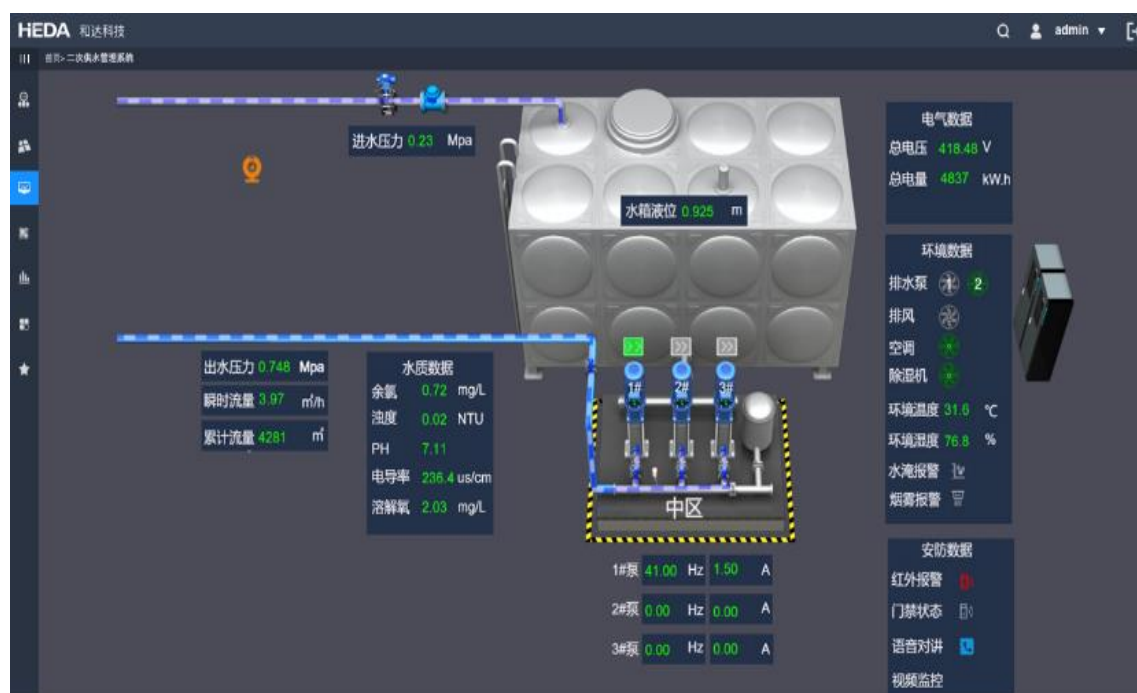 HEDA 和达科技
admin
首页>二次供水管理系统
进水压力 0.23 Mpa
水箱液位 0.925 m
出水压力 0.748 Mpa
瞬时流量 3.97 ㎥/h
累计流量 4281 ㎥
水质数据
余氯 0.72 mg/L
浊度 0.02 NTU
PH 7.11
电导率 236.4 us/cm
溶解氧 2.03 mg/L
1# 2# 3#
中区
1#泵 41.00 Hz 1.50 A
2#泵 0.00 Hz 0.00 A
3#泵 0.00 Hz 0.00 A
电气数据
总电压 418.48 V
总电量 4837 kW.h
环境数据
排水泵 1 2
排风
空调
除湿机
环境温度 31.6 ℃
环境湿度 76.8 %
水淹报警
烟雾报警
安防数据
红外报警
门禁状态
语音对讲
视频监控